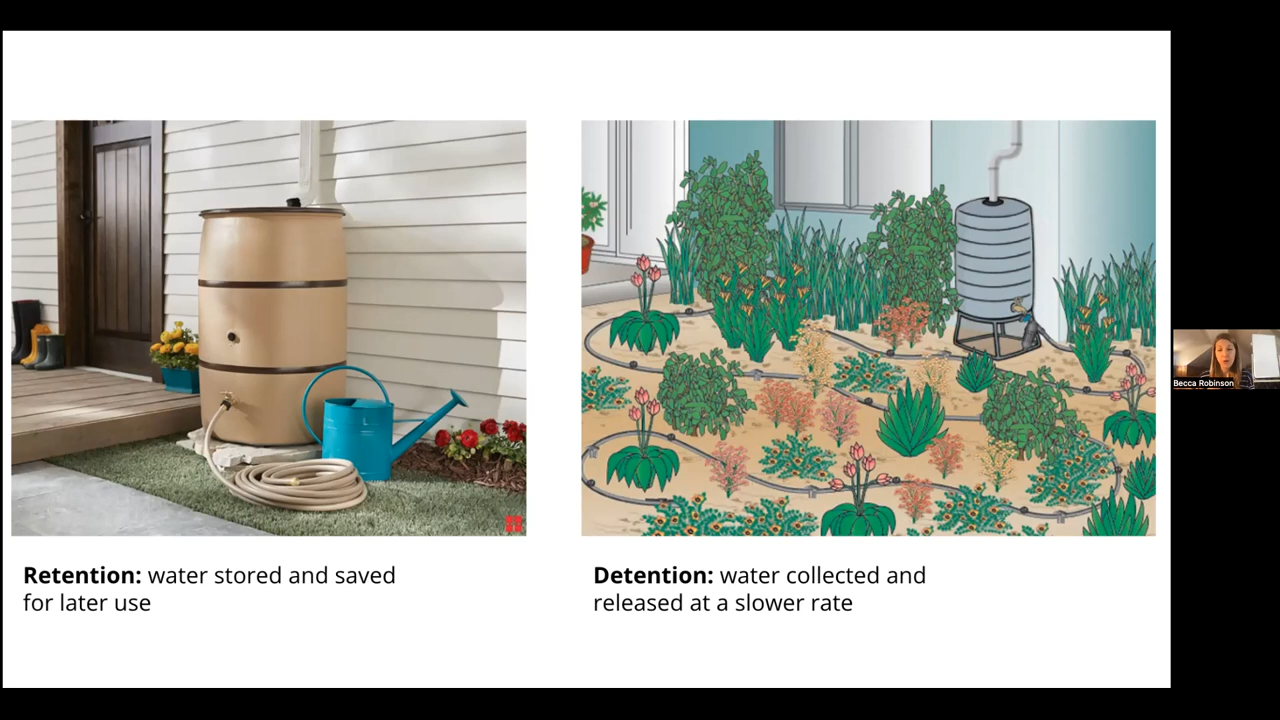 Retention: water stored and saved
for later use
Detention: water collected and
released at a slower rate
Becca Robinson